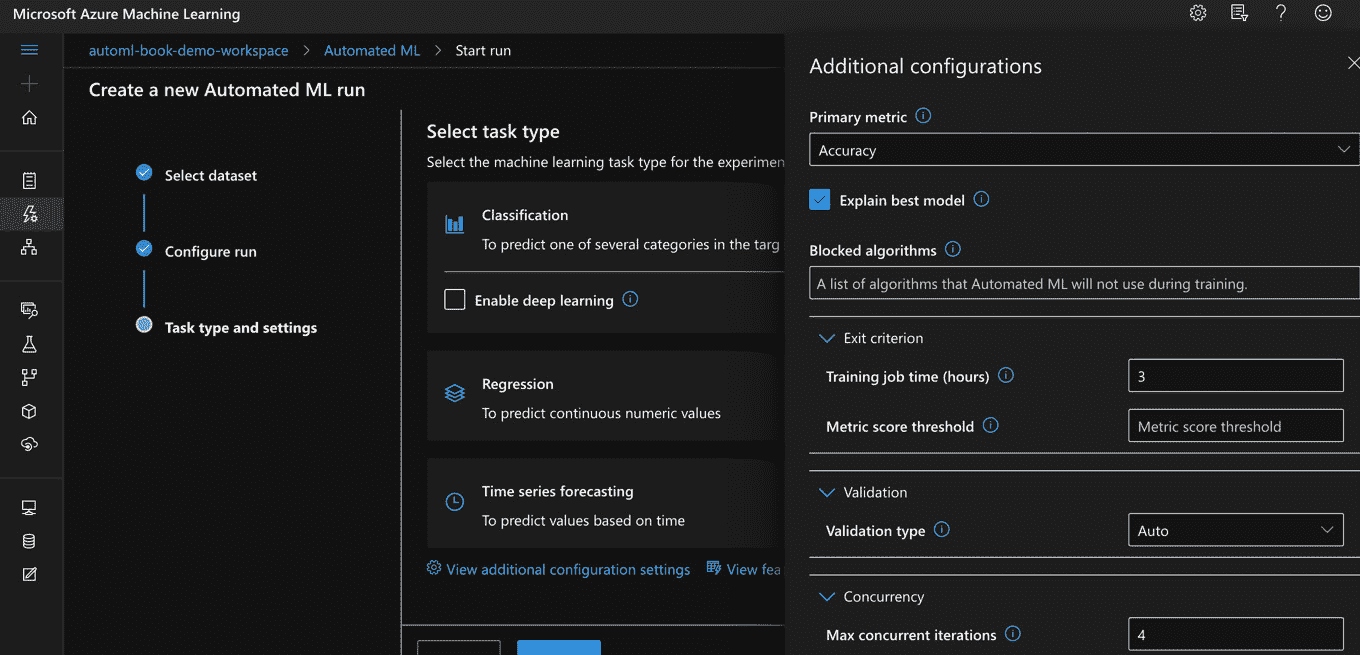 Microsoft Azure Machine Learning
automl-book-demo-workspace > Automated ML > Start run
Create a new Automated ML run
Select dataset
Configure run
Task type and settings
Select task type
Select the machine learning task type for the experimen
Classification
To predict one of several categories in the targ
Enable deep learning
Regression
To predict continuous numeric values
Time series forecasting
To predict values based on time
View additional configuration settings View fea
Additional configurations
Primary metric
Accuracy
Explain best model
Blocked algorithms
A list of algorithms that Automated ML will not use during training.
Exit criterion
Training job time (hours) 3
Metric score threshold Metric score threshold
Validation
Validation type Auto
Concurrency
Max concurrent iterations 4